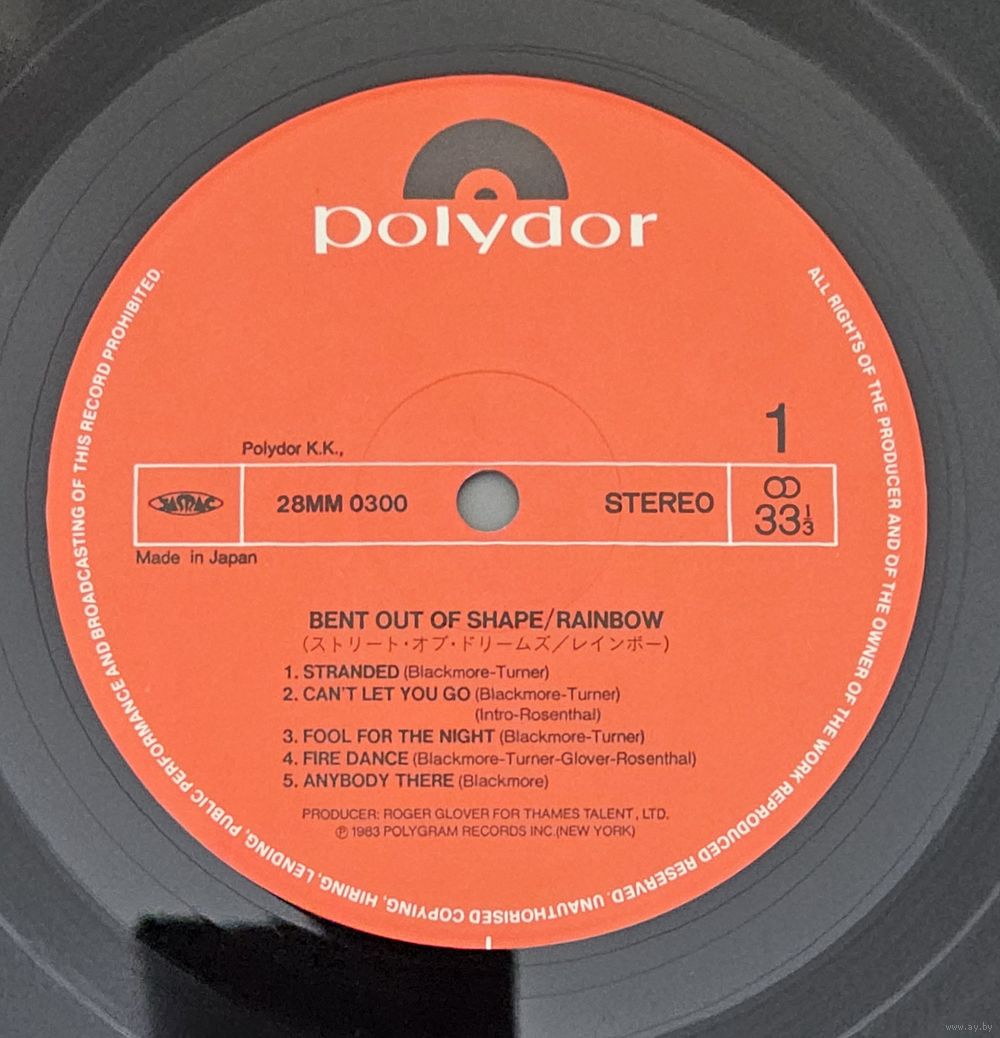 polydor
ALL RIGHTS OF THE PRODUCER AND OF THE OWNER OF THE WORK REPRODUCED RESERVED. UNAUTHORISED COPYING, HIRING, LENDING, PUBLIC PERFORMANCE AND BROADCASTING OF THIS RECORD PROHIBITED.
1
Polydor K.K.,
JASRAC
28MM 0300
STEREO
33⅓
Made in Japan
BENT OUT OF SHAPE/RAINBOW
(ストリート・オブ・ドリームズ/レインボー)
1. STRANDED (Blackmore-Turner)
2. CAN'T LET YOU GO (Blackmore-Turner)
(Intro-Rosenthal)
3. FOOL FOR THE NIGHT (Blackmore-Turner)
4. FIRE DANCE (Blackmore-Turner-Glover-Rosenthal)
5. ANYBODY THERE (Blackmore)
PRODUCER: ROGER GLOVER FOR THAMES TALENT, LTD.
℗ 1983 POLYGRAM RECORDS INC.(NEW YORK)
www.ay.by